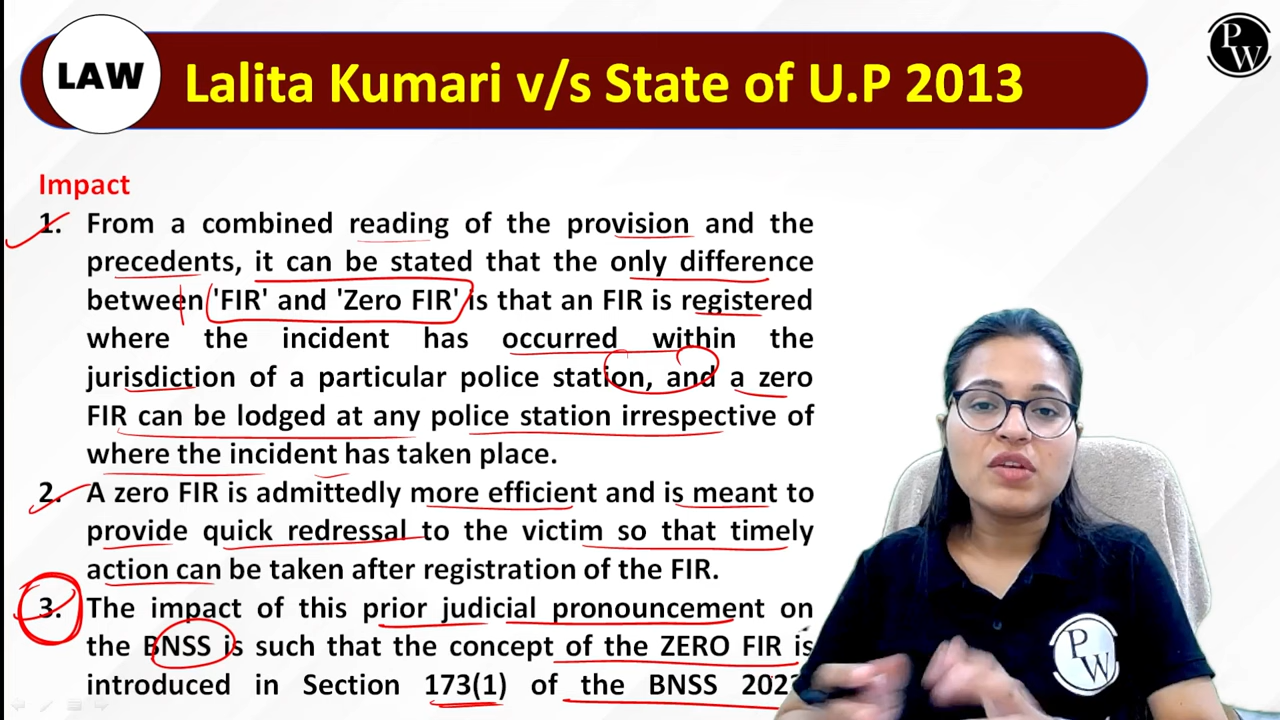 LAW
Lalita Kumari v/s State of U.P 2013
PW
Impact
1. From a combined reading of the provision and the
precedents, it can be stated that the only difference
between 'FIR' and 'Zero FIR' is that an FIR is registered
where the incident has occurred within the
jurisdiction of a particular police station, and a zero
FIR can be lodged at any police station irrespective of
where the incident has taken place.
2. A zero FIR is admittedly more efficient and is meant to
provide quick redressal to the victim so that timely
action can be taken after registration of the FIR.
3. The impact of this prior judicial pronouncement on
the BNSS is such that the concept of the ZERO FIR is
introduced in Section 173(1) of the BNSS
PW